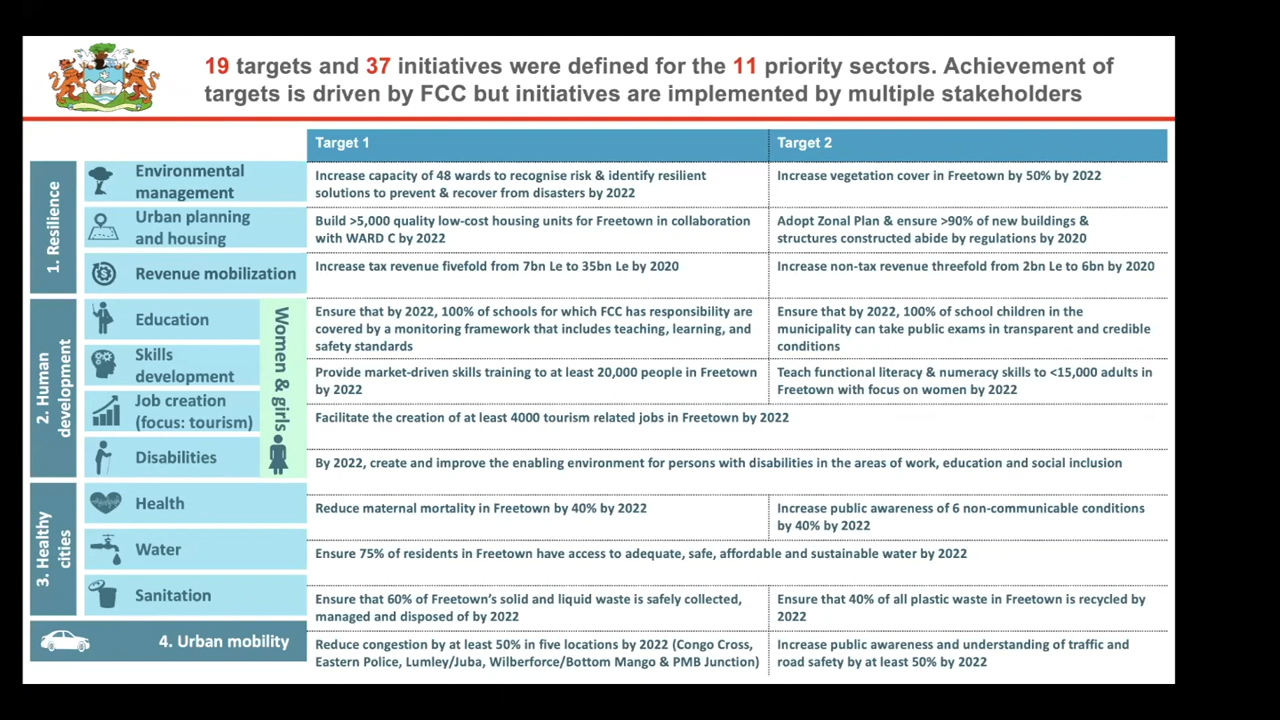 19 targets and 37 initiatives were defined for the 11 priority sectors. Achievement of
targets is driven by FCC but initiatives are implemented by multiple stakeholders
Target 1
Target 2
1. Resilience
Environmental
management
Increase capacity of 48 wards to recognise risk & identify resilient
solutions to prevent & recover from disasters by 2022
Increase vegetation cover in Freetown by 50% by 2022
Urban planning
and housing
Build >5,000 quality low-cost housing units for Freetown in collaboration
with WARD C by 2022
Adopt Zonal Plan & ensure >90% of new buildings &
structures constructed abide by regulations by 2020
Revenue mobilization
Increase tax revenue fivefold from 7bn Le to 35bn Le by 2020
Increase non-tax revenue threefold from 2bn Le to 6bn by 2020
2. Human
development
Women & girls
Education
Ensure that by 2022, 100% of schools for which FCC has responsibility are
covered by a monitoring framework that includes teaching, learning, and
safety standards
Ensure that by 2022, 100% of school children in the
municipality can take public exams in transparent and credible
conditions
Skills
development
Provide market-driven skills training to at least 20,000 people in Freetown
by 2022
Teach functional literacy & numeracy skills to <15,000 adults in
Freetown with focus on women by 2022
Job creation
(focus: tourism)
Facilitate the creation of at least 4000 tourism related jobs in Freetown by 2022
Disabilities
By 2022, create and improve the enabling environment for persons with disabilities in the areas of work, education and social inclusion
3. Healthy
cities
Health
Reduce maternal mortality in Freetown by 40% by 2022
Increase public awareness of 6 non-communicable conditions
by 40% by 2022
Water
Ensure 75% of residents in Freetown have access to adequate, safe, affordable and sustainable water by 2022
Sanitation
Ensure that 60% of Freetown's solid and liquid waste is safely collected,
managed and disposed of by 2022
Ensure that 40% of all plastic waste in Freetown is recycled by
2022
4. Urban mobility
Reduce congestion by at least 50% in five locations by 2022 (Congo Cross,
Eastern Police, Lumley/Juba, Wilberforce/Bottom Mango & PMB Junction)
Increase public awareness and understanding of traffic and
road safety by at least 50% by 2022